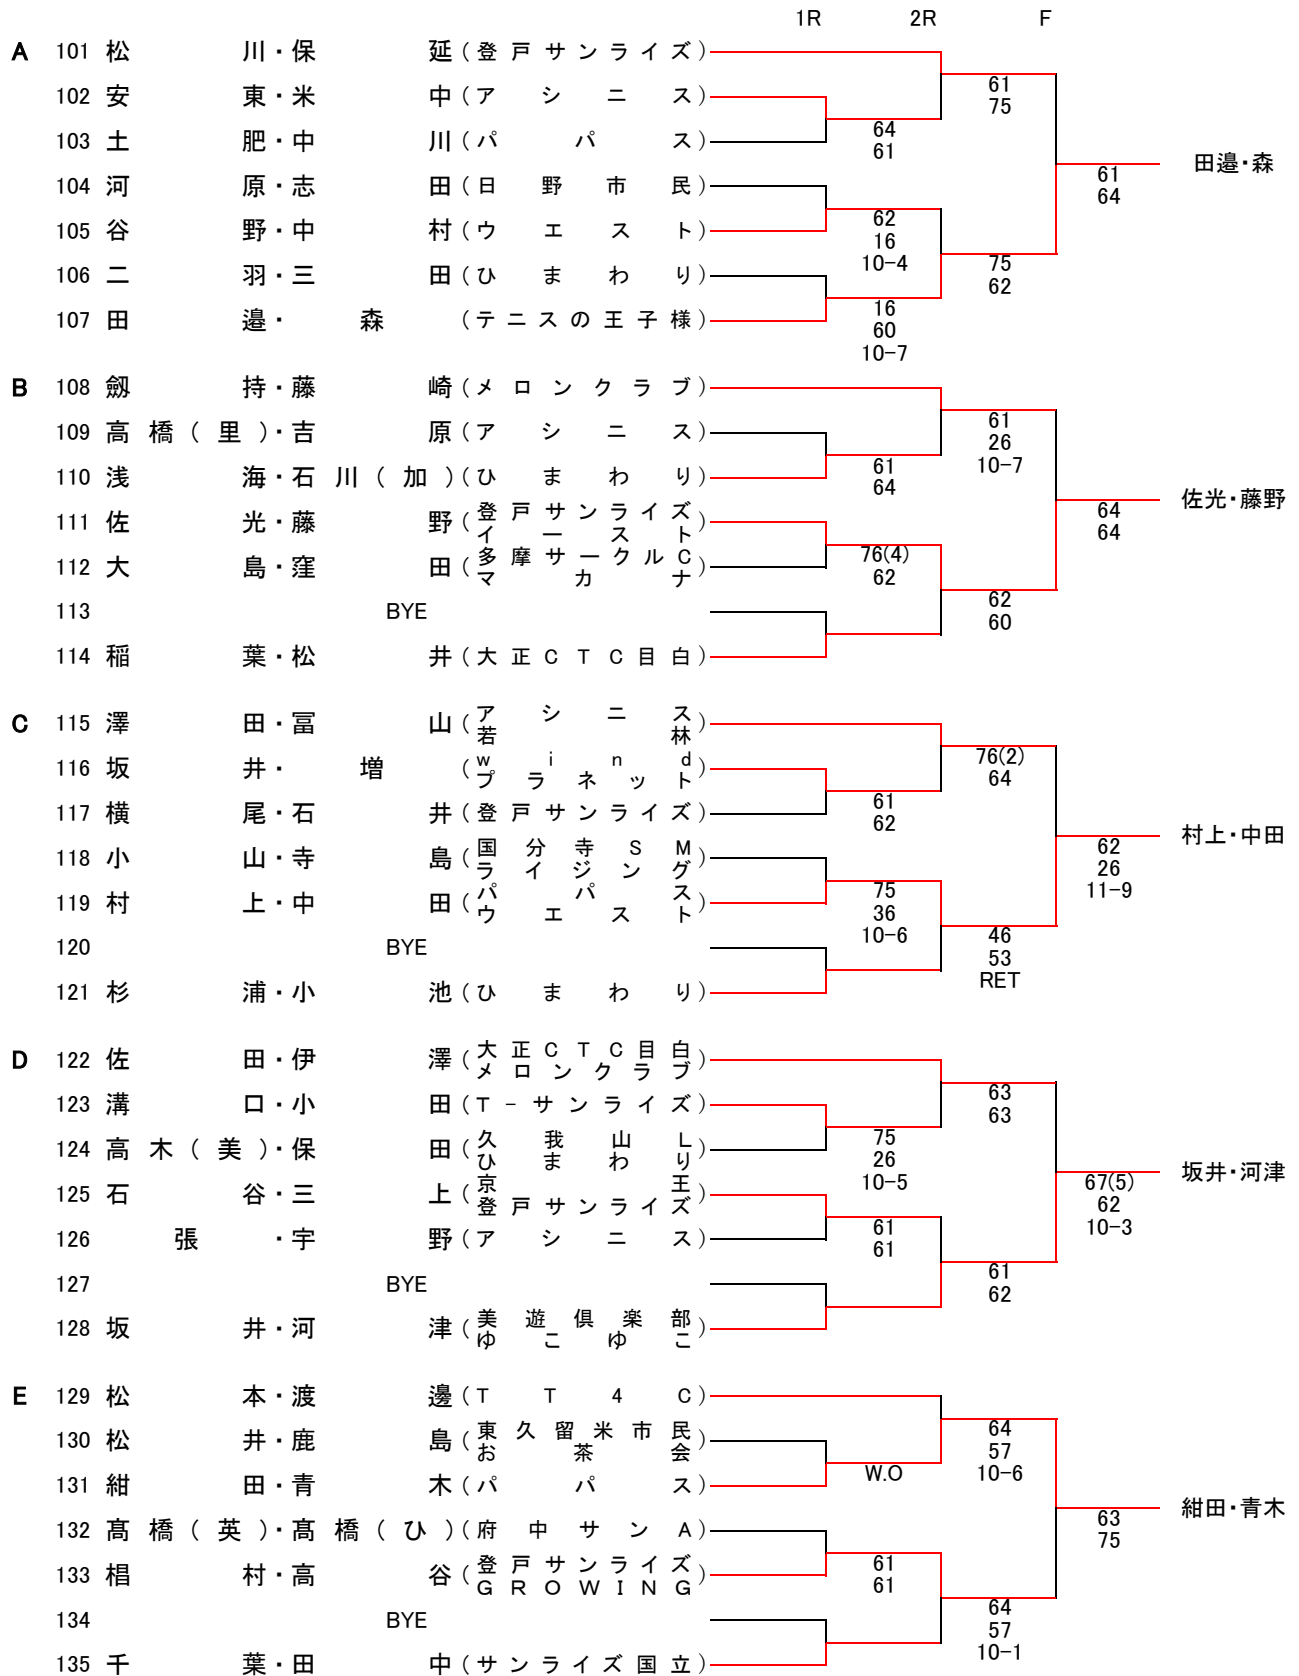 1R 2R F
A 101 松川・保延(登戸サンライズ)
102 安東・米中(アシニス)
61
75
103 土肥・中川(パパス)
64
61
田邉・森
104 河原・志田(日野市民)
61
64
105 谷野・中村(ウエスト)
62
16
10-4
106 二羽・三田(ひまわり)
75
62
107 田邉・森(テニスの王子様)
16
60
10-7
B 108 劔持・藤崎(メロンクラブ)
109 高橋(里)・吉原(アシニス)
61
26
10-7
110 浅海・石川(加)(ひまわり)
61
64
佐光・藤野
111 佐光・藤野(登戸サンライズ
イースト)
64
64
112 大島・窪田(多摩サークルC
マカナ)
76(4)
62
113 BYE
62
60
114 稲葉・松井(大正CTC目白)
C 115 澤田・冨山(アシニス
若林)
116 坂井・増(wind
プラネット)
76(2)
64
117 横尾・石井(登戸サンライズ)
61
62
村上・中田
118 小山・寺島(国分寺SM
ライジング)
62
26
11-9
119 村上・中田(パパス
ウエスト)
75
36
10-6
120 BYE
46
53
RET
121 杉浦・小池(ひまわり)
D 122 佐田・伊澤(大正CTC目白
メロンクラブ)
123 溝口・小田(T-サンライズ)
63
63
124 高木(美)・保田(久我山L
ひまわり)
75
26
10-5
坂井・河津
125 石谷・三上(京王
登戸サンライズ)
67(5)
62
10-3
126 張・宇野(アシニス)
61
61
127 BYE
61
62
128 坂井・河津(美遊倶楽部
ゆこゆこ)
E 129 松本・渡邊(TT4C)
130 松井・鹿島(東久留米市民
お茶会)
64
57
10-6
131 紺田・青木(パパス)
W.O
紺田・青木
132 髙橋(英)・髙橋(ひ)(府中サンA)
63
75
133 椙村・高谷(登戸サンライズ
GROWING)
61
61
134 BYE
64
57
10-1
135 千葉・田中(サンライズ国立)